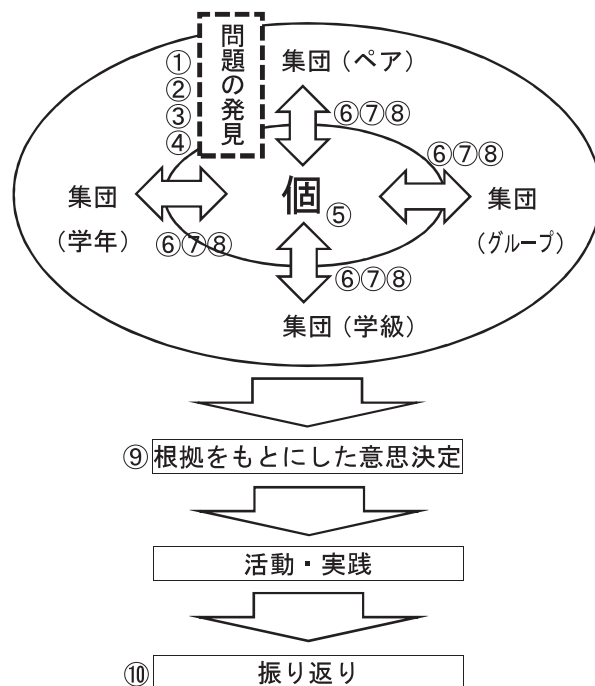 問題の発見
①
②
③
④
集団（ペア）
⑥⑦⑧
⑥⑦⑧
集団
（学年）
個
⑤
集団
（グループ）
⑥⑦⑧
⑥⑦⑧
集団（学級）
⑨
根拠をもとにした意思決定
活動・実践
⑩
振り返り